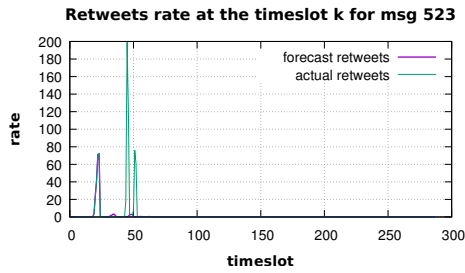 Retweets rate at the timeslot k for msg 523
200
180
160
140
120
100
80
60
40
20
0
rate
forecast retweets
actual retweets
0 50 100 150 200 250 300
timeslot